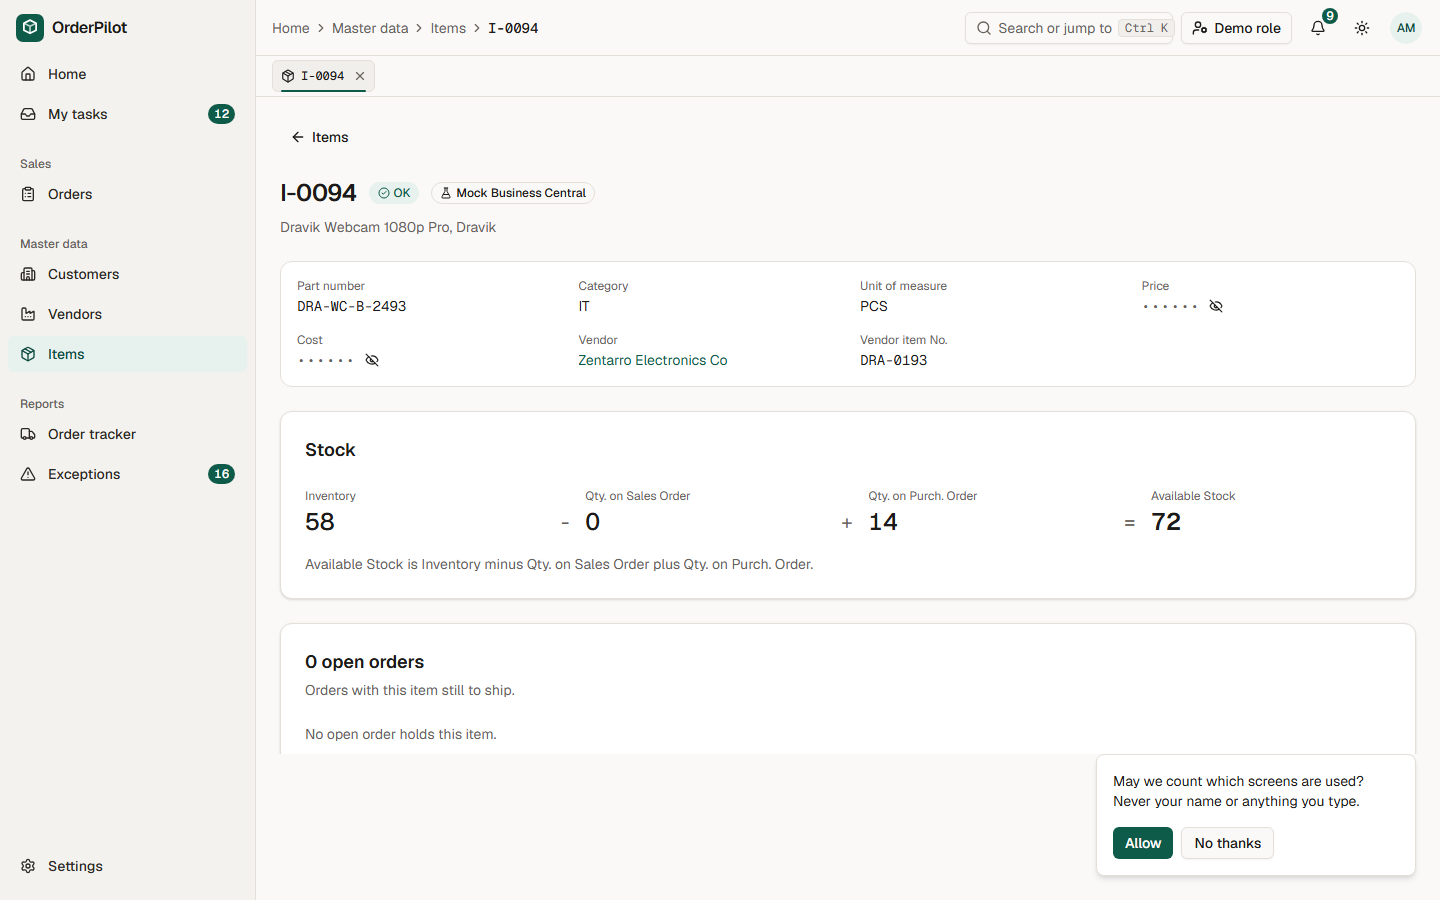 OrderPilot
Home
My tasks 12
Sales
Orders
Master data
Customers
Vendors
Items
Reports
Order tracker
Exceptions 16
Settings
Home > Master data > Items > I-0094
Search or jump to Ctrl K
Demo role
9
AM
I-0094
Items
I-0094 OK Mock Business Central
Dravik Webcam 1080p Pro, Dravik
Part number Category Unit of measure Price
DRA-WC-B-2493 IT PCS ······
Cost Vendor Vendor item No.
······ Zentarro Electronics Co DRA-0193
Stock
Inventory Qty. on Sales Order Qty. on Purch. Order Available Stock
58 - 0 + 14 = 72
Available Stock is Inventory minus Qty. on Sales Order plus Qty. on Purch. Order.
0 open orders
Orders with this item still to ship.
No open order holds this item.
May we count which screens are used?
Never your name or anything you type.
Allow No thanks